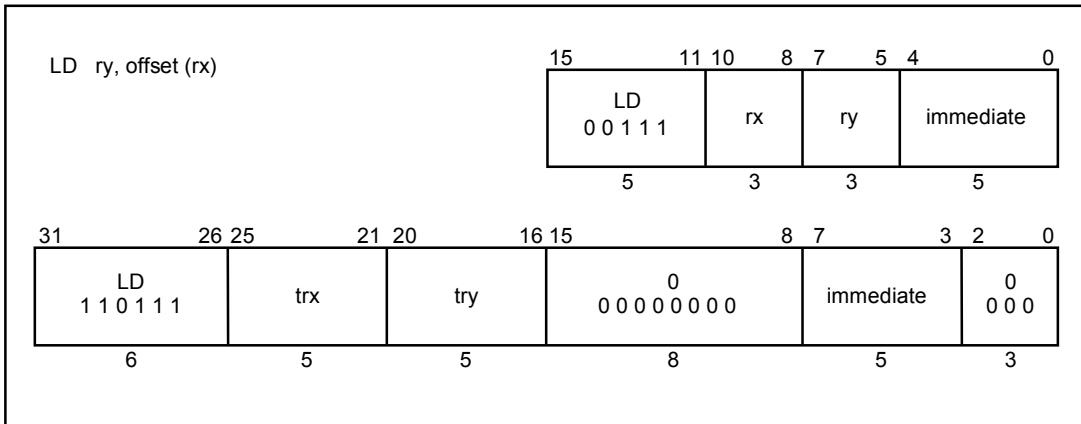 LD ry, offset (rx)
15 11 10 8 7 5 4 0
LD rx ry immediate
0 0 1 1 1
5 3 3 5
31 26 25 21 20 16 15 8 7 3 2 0
LD trx try 0 immediate 0
1 1 0 1 1 1 0 0 0 0 0 0 0 0 0 0 0
6 5 5 8 5 3